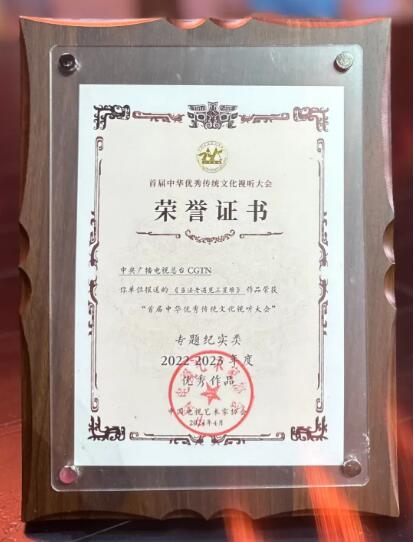 首届中华优秀传统文化视听大会
荣誉证书
中央广播电视总台CGTN
你单位报送的《当法老遇见三星堆》作品荣获
“首届中华优秀传统文化视听大会”
专题纪实类
2022-2023年度
优秀作品
中国电视艺术家协会
2024年4月